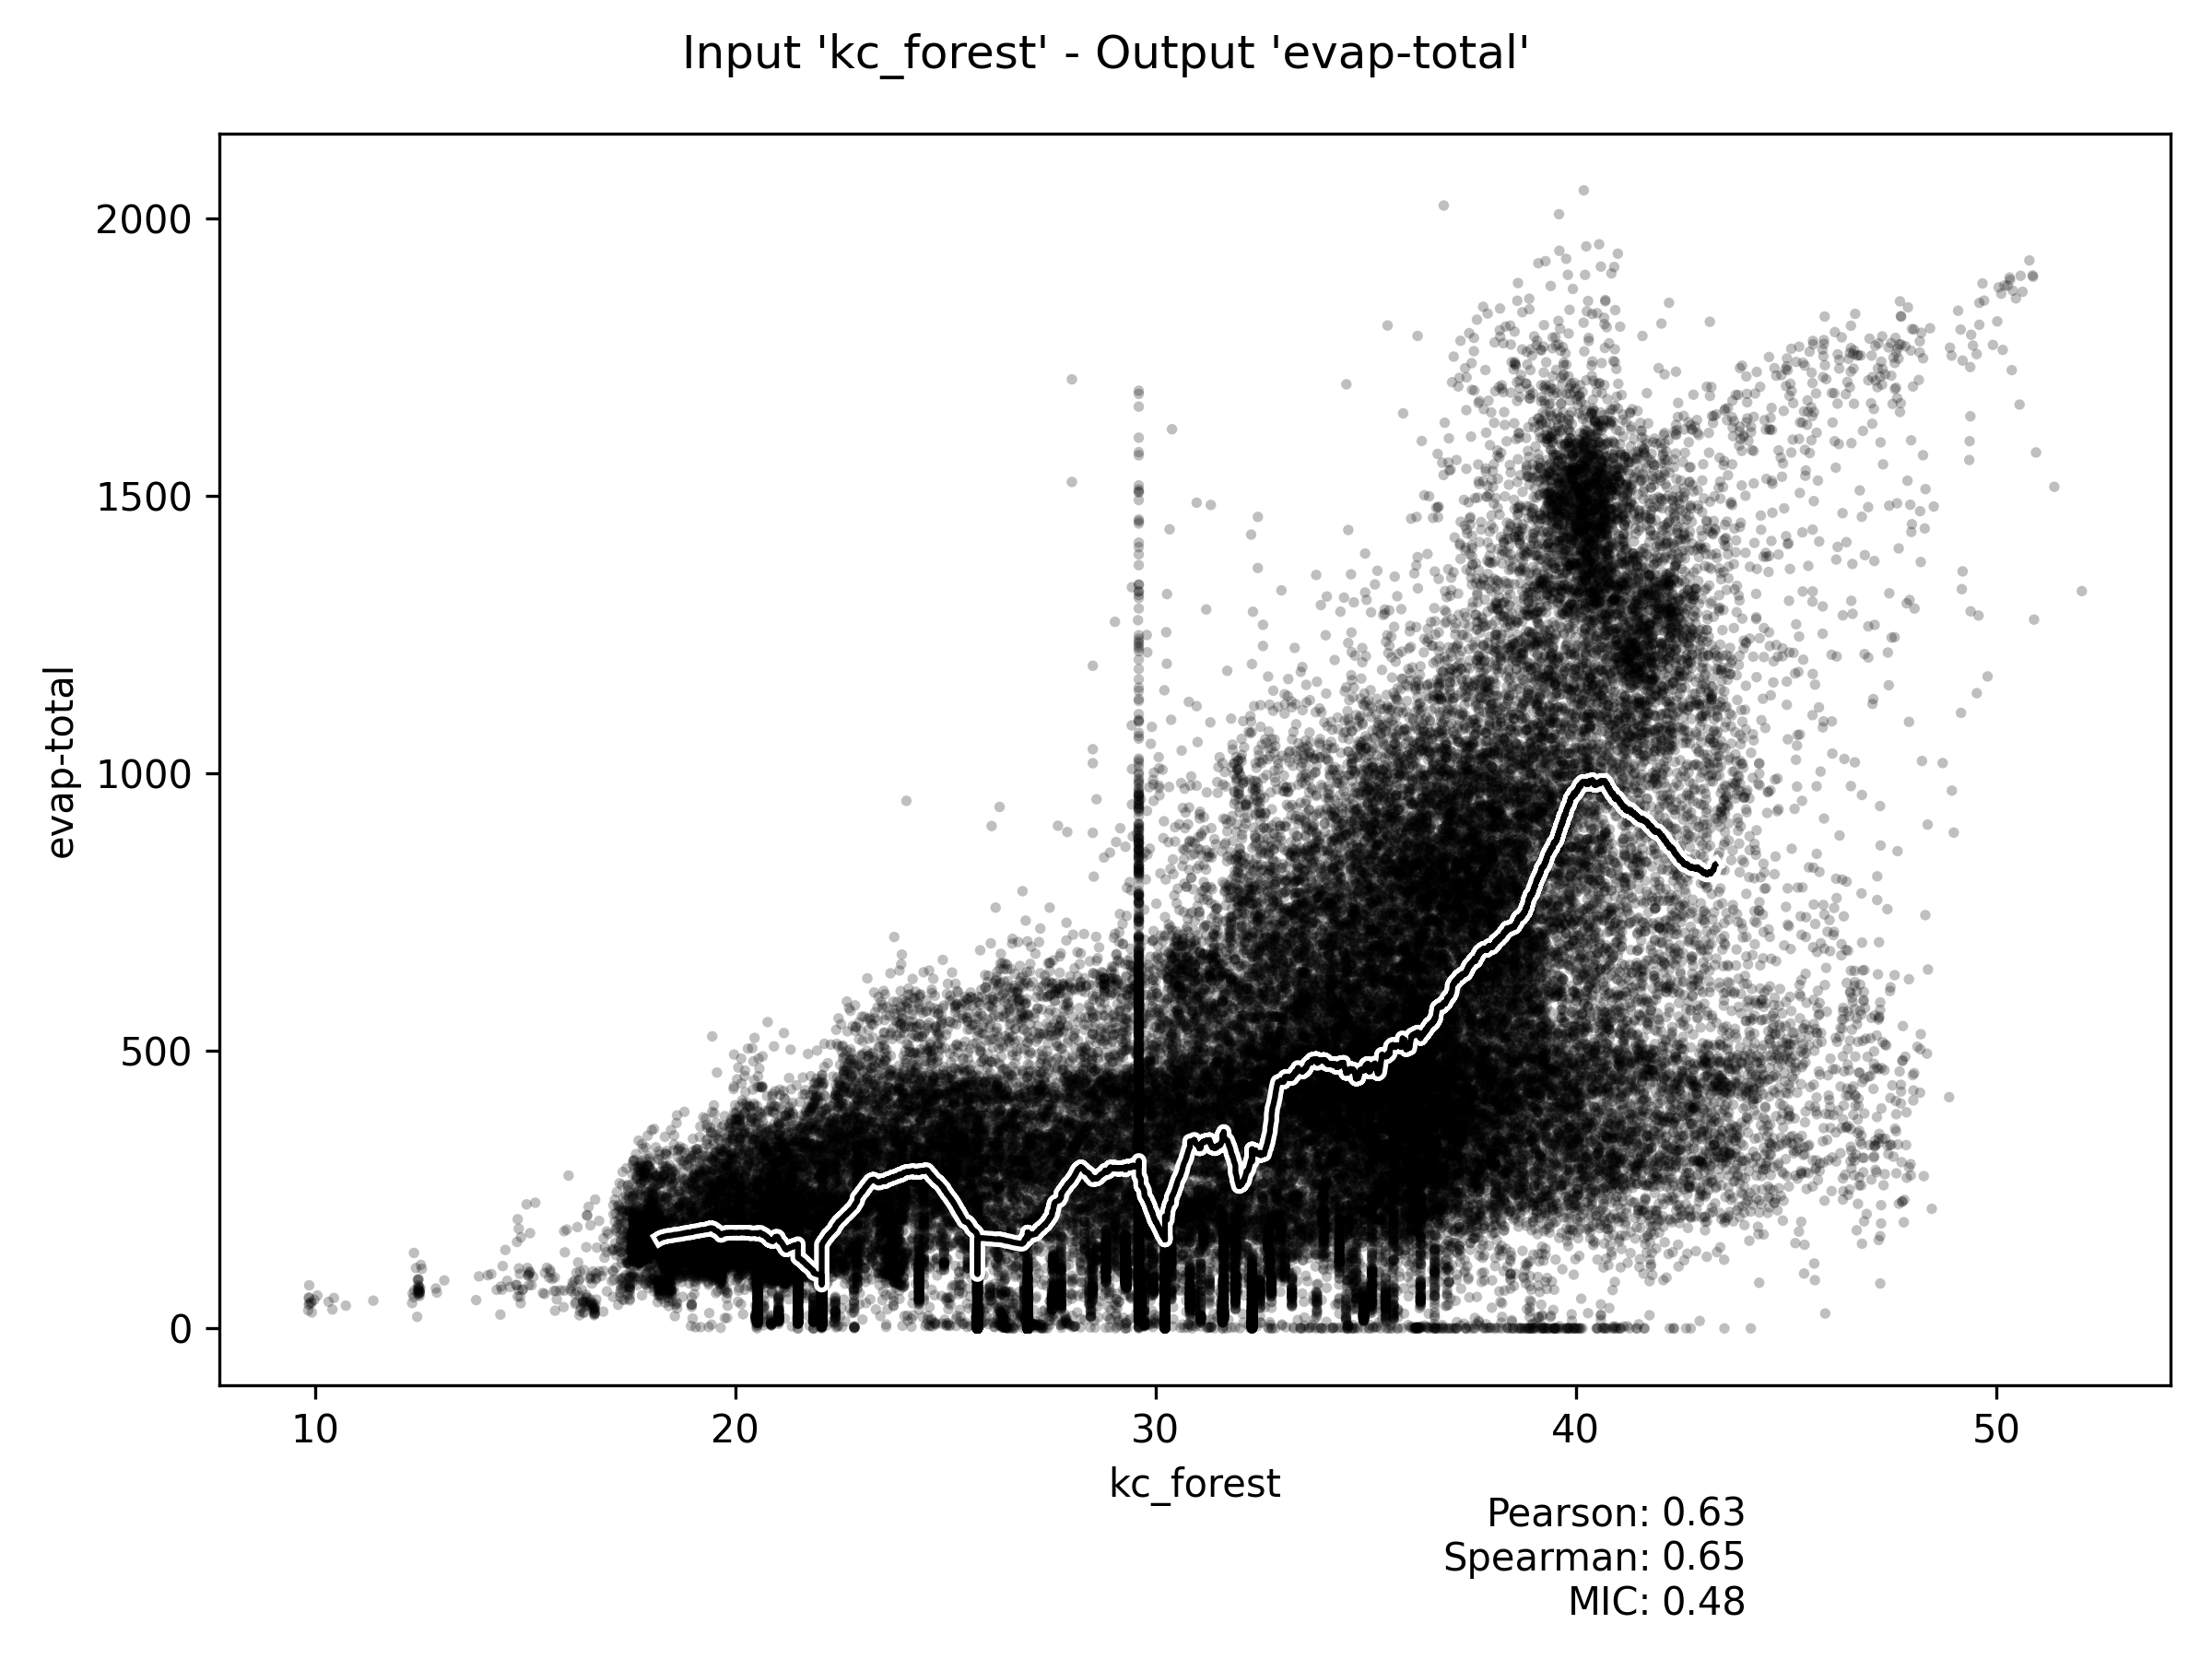 Input 'kc_forest' - Output 'evap-total'
2000
1500
1000
500
0
evap-total
10 20 30 40 50
kc_forest
Pearson: 0.63
Spearman: 0.65
MIC: 0.48